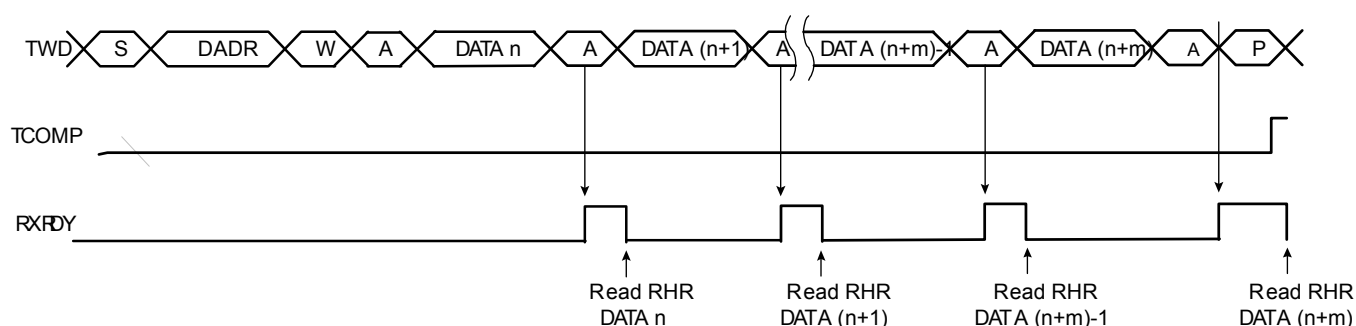 TWD S DADR W A DATA n A DATA (n+1) A DATA (n+m)-1 A DATA (n+m) A P
TCOMP
RXRDY
Read RHR Read RHR Read RHR Read RHR
DATA n DATA (n+1) DATA (n+m)-1 DATA (n+m)